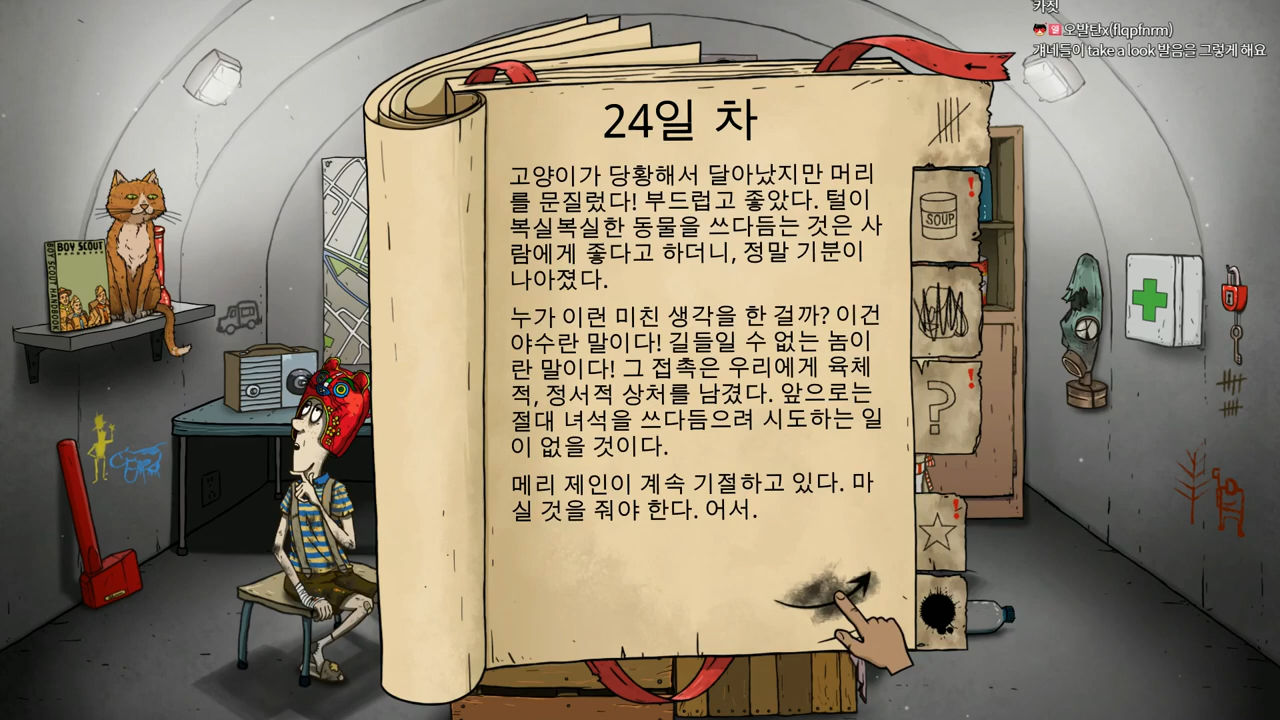 카칫
열 오발탄x(flqpfnrm)
걔네들이 take a look 발음을 그렇게 해요
24일 차
고양이가 당황해서 달아났지만 머리
를 문질렀다! 부드럽고 좋았다. 털이
복실복실한 동물을 쓰다듬는 것은 사
람에게 좋다고 하더니, 정말 기분이
나아졌다.
누가 이런 미친 생각을 한 걸까? 이건
야수란 말이다! 길들일 수 없는 놈이
란 말이다! 그 접촉은 우리에게 육체
적, 정서적 상처를 남겼다. 앞으로는
절대 녀석을 쓰다듬으려 시도하는 일
이 없을 것이다.
메리 제인이 계속 기절하고 있다. 마
실 것을 줘야 한다. 어서.
SOUP
!
?
!
!
BOY SCOUT
BOY SCOUT HANDBOOK